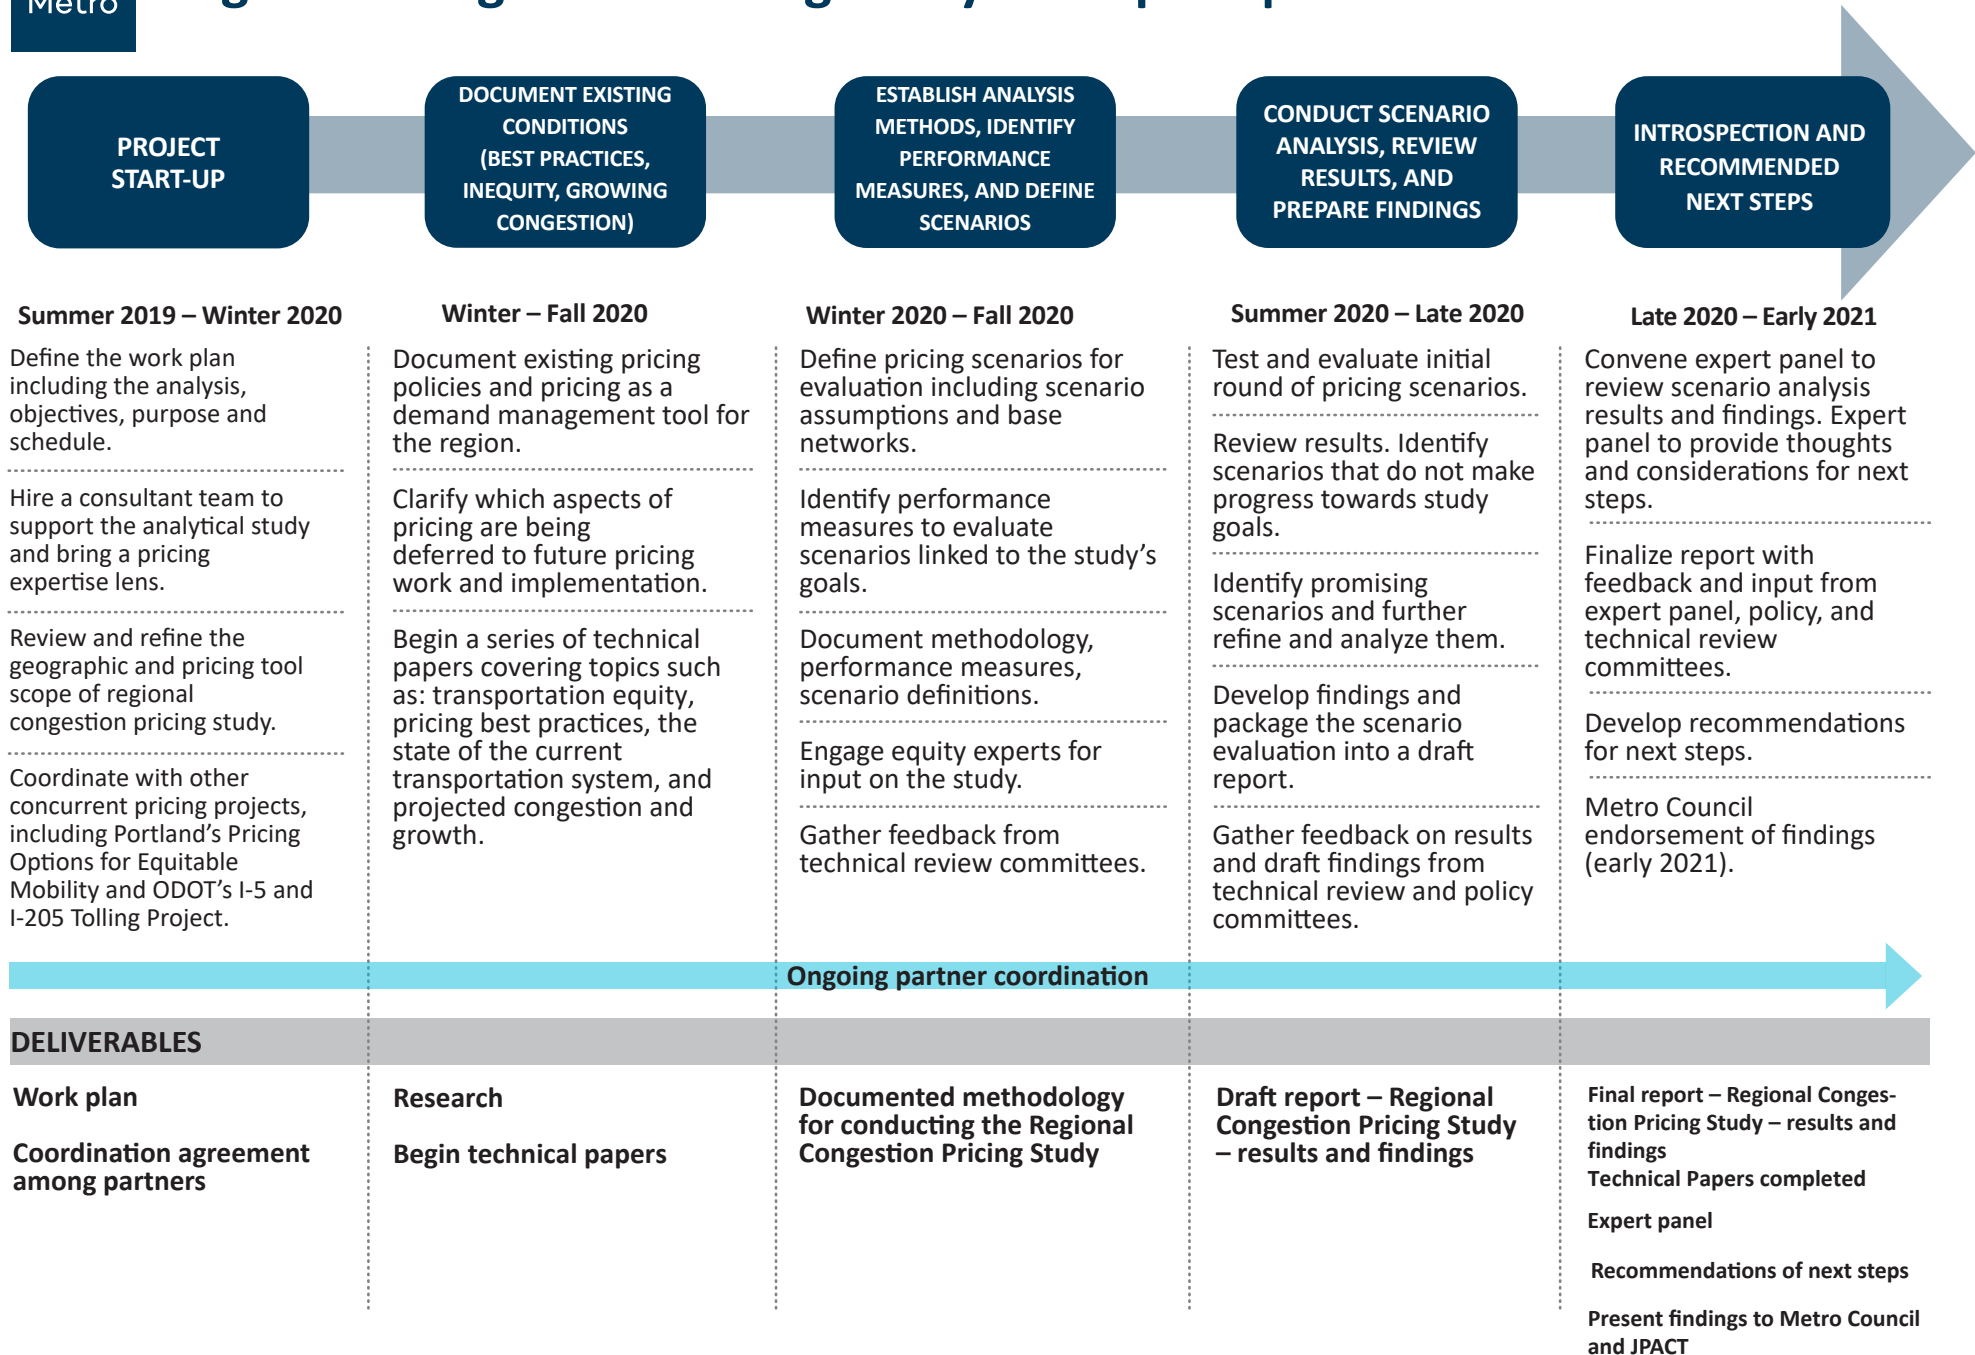 Metro
PROJECT
START-UP
DOCUMENT EXISTING
CONDITIONS
(BEST PRACTICES,
INEQUITY, GROWING
CONGESTION)
ESTABLISH ANALYSIS
METHODS, IDENTIFY
PERFORMANCE
MEASURES, AND DEFINE
SCENARIOS
CONDUCT SCENARIO
ANALYSIS, REVIEW
RESULTS, AND
PREPARE FINDINGS
INTROSPECTION AND
RECOMMENDED
NEXT STEPS
Summer 2019 – Winter 2020
Define the work plan
including the analysis,
objectives, purpose and
schedule.
Hire a consultant team to
support the analytical study
and bring a pricing
expertise lens.
Review and refine the
geographic and pricing tool
scope of regional
congestion pricing study.
Coordinate with other
concurrent pricing projects,
including Portland’s Pricing
Options for Equitable
Mobility and ODOT’s I-5 and
I-205 Tolling Project.
Winter – Fall 2020
Document existing pricing
policies and pricing as a
demand management tool for
the region.
Clarify which aspects of
pricing are being
deferred to future pricing
work and implementation.
Begin a series of technical
papers covering topics such
as: transportation equity,
pricing best practices, the
state of the current
transportation system, and
projected congestion and
growth.
Winter 2020 – Fall 2020
Define pricing scenarios for
evaluation including scenario
assumptions and base
networks.
Identify performance
measures to evaluate
scenarios linked to the study’s
goals.
Document methodology,
performance measures,
scenario definitions.
Engage equity experts for
input on the study.
Gather feedback from
technical review committees.
Summer 2020 – Late 2020
Test and evaluate initial
round of pricing scenarios.
Review results. Identify
scenarios that do not make
progress towards study
goals.
Identify promising
scenarios and further
refine and analyze them.
Develop findings and
package the scenario
evaluation into a draft
report.
Gather feedback on results
and draft findings from
technical review and policy
committees.
Late 2020 – Early 2021
Convene expert panel to
review scenario analysis
results and findings. Expert
panel to provide thoughts
and considerations for next
steps.
Finalize report with
feedback and input from
expert panel, policy, and
technical review
committees.
Develop recommendations
for next steps.
Metro Council
endorsement of findings
(early 2021).
Ongoing partner coordination
DELIVERABLES
Work plan
Coordination agreement
among partners
Research
Begin technical papers
Documented methodology
for conducting the Regional
Congestion Pricing Study
Draft report – Regional
Congestion Pricing Study
– results and findings
Final report – Regional Conges-
tion Pricing Study – results and
findings
Technical Papers completed
Expert panel
Recommendations of next steps
Present findings to Metro Council
and JPACT